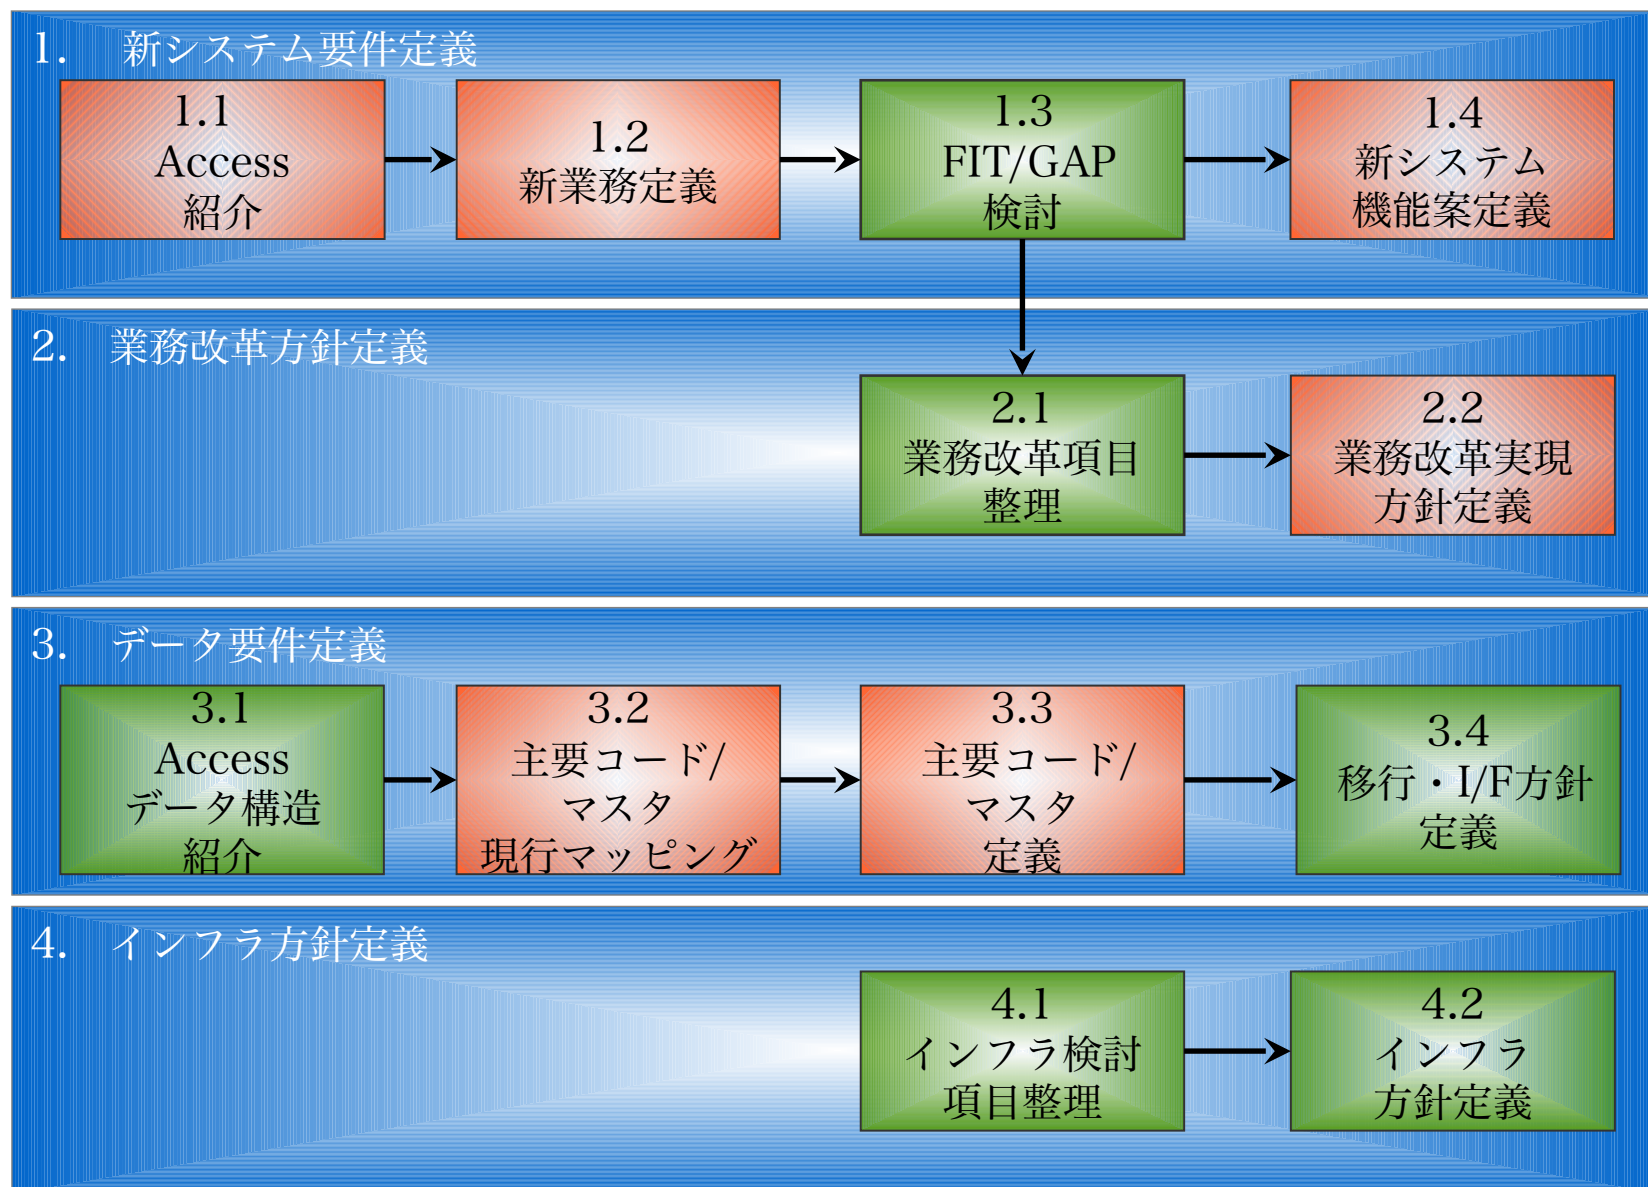 1.　新システム要件定義
1.1
Access
紹介
1.2
新業務定義
1.3
FIT/GAP
検討
1.4
新システム
機能案定義
2.　業務改革方針定義
2.1
業務改革項目
整理
2.2
業務改革実現
方針定義
3.　データ要件定義
3.1
Access
データ構造
紹介
3.2
主要コード/
マスタ
現行マッピング
3.3
主要コード/
マスタ
定義
3.4
移行・I/F方針
定義
4.　インフラ方針定義
4.1
インフラ検討
項目整理
4.2
インフラ
方針定義